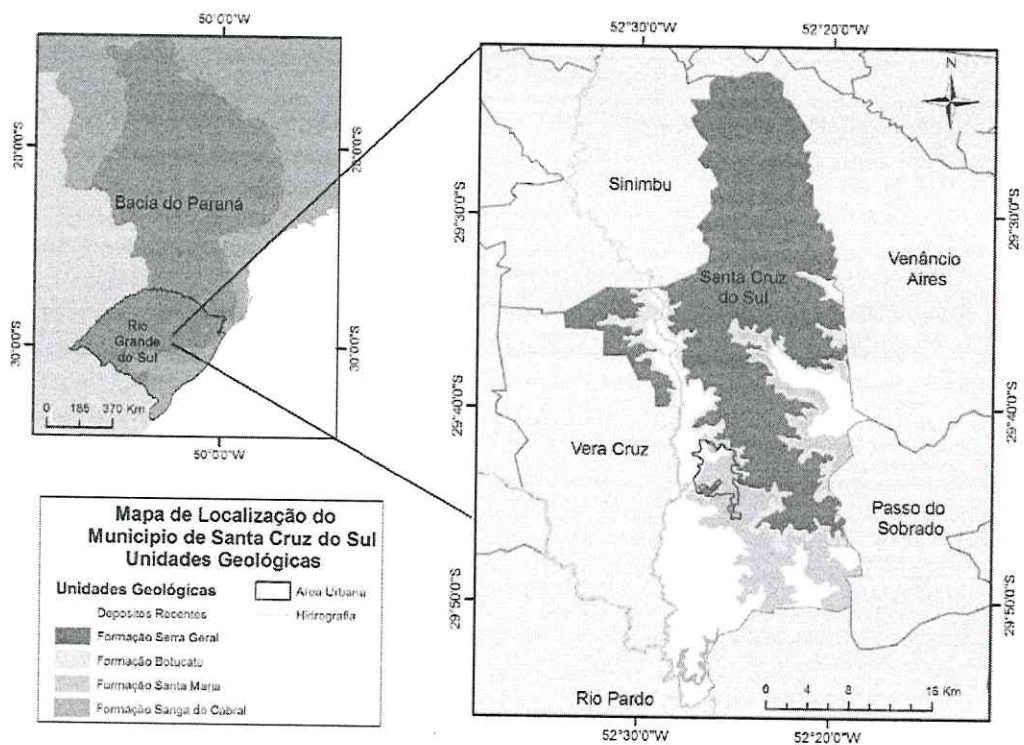 50°0'0"W
20°0'0"S
20°0'0"S
Bacia do Paraná
Rio
Grande
do Sul
30°0'0"S
30°0'0"S
0 185 370 Km
50°0'0"W
Mapa de Localização do
Municipio de Santa Cruz do Sul
Unidades Geológicas
Unidades Geológicas
Depositos Recentes
Formação Serra Geral
Formação Botucatu
Formação Santa Maria
Formação Sanga do Cabral
Area Urbana
Hidrografia
52°30'0"W
52°20'0"W
N
Sinimbu
29°30'0"S
29°30'0"S
Venâncio
Aires
Santa Cruz
do Sul
29°40'0"S
29°40'0"S
Vera Cruz
Passo do
Sobrado
29°50'0"S
29°50'0"S
Rio Pardo
0 4 8 16 Km
52°30'0"W
52°20'0"W